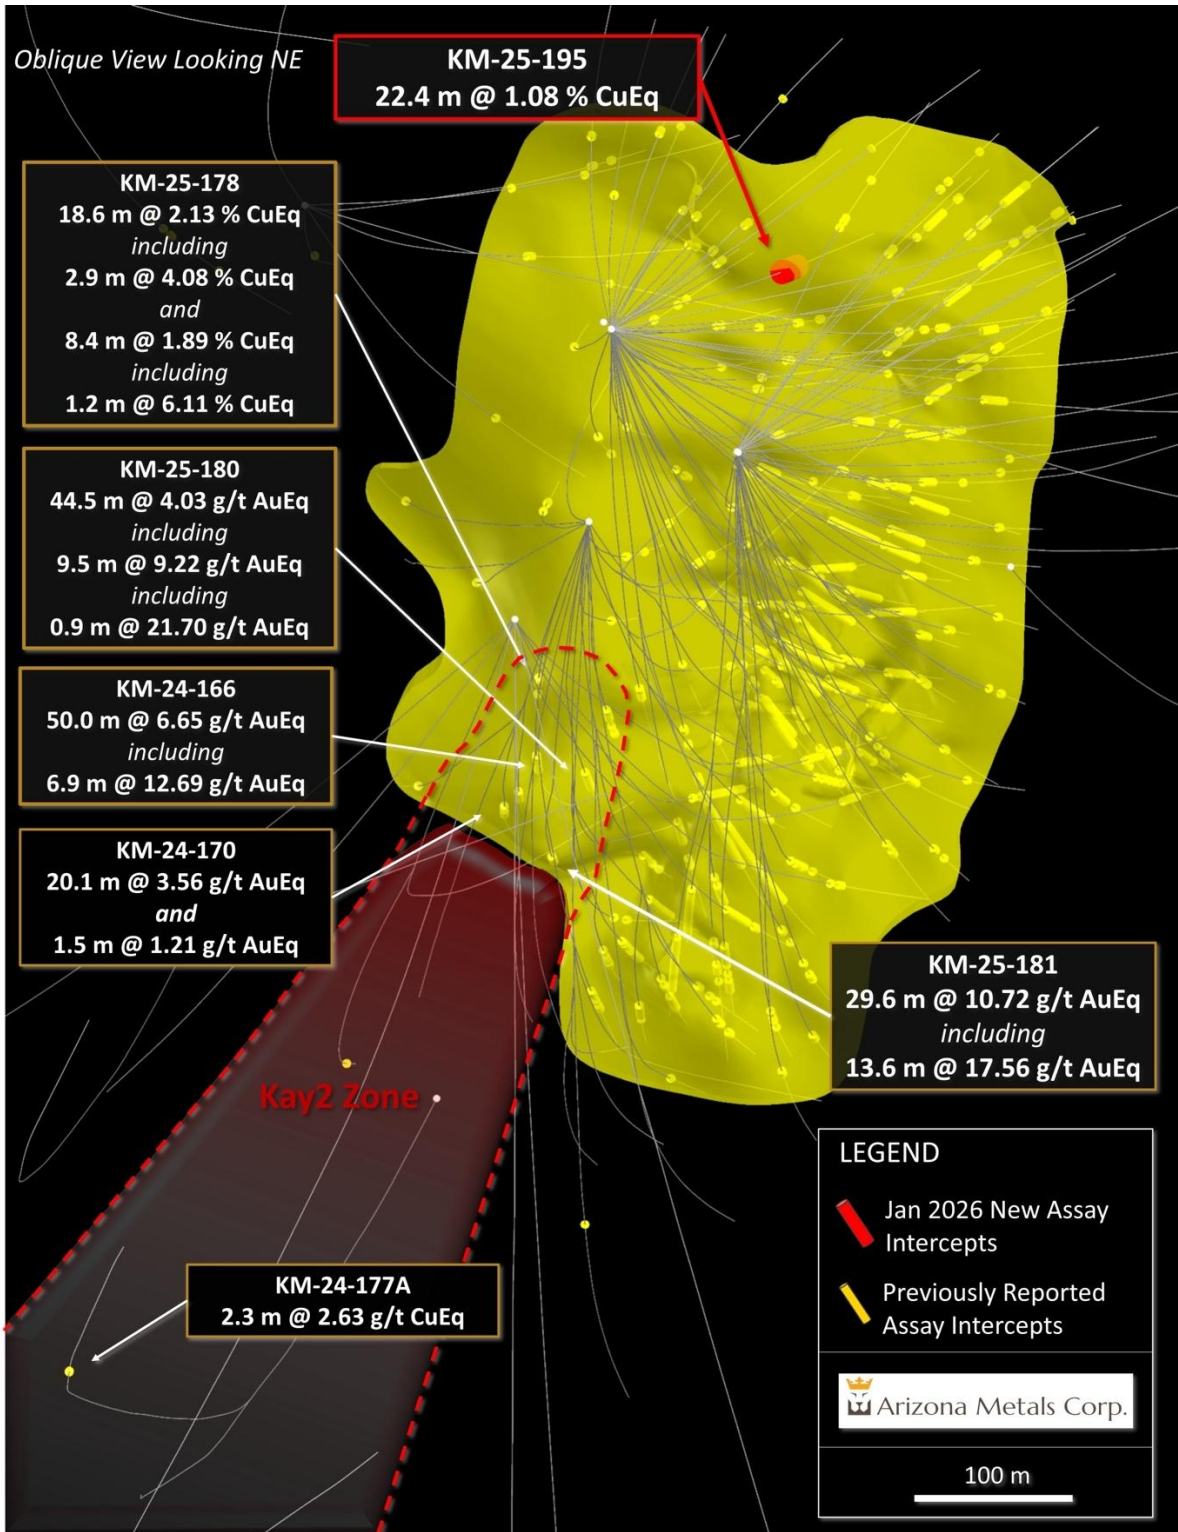 Oblique View Looking NE
KM-25-195
22.4 m @ 1.08 % CuEq
KM-25-178
18.6 m @ 2.13 % CuEq
including
2.9 m @ 4.08 % CuEq
and
8.4 m @ 1.89 % CuEq
including
1.2 m @ 6.11 % CuEq
KM-25-180
44.5 m @ 4.03 g/t AuEq
including
9.5 m @ 9.22 g/t AuEq
including
0.9 m @ 21.70 g/t AuEq
KM-24-166
50.0 m @ 6.65 g/t AuEq
including
6.9 m @ 12.69 g/t AuEq
KM-24-170
20.1 m @ 3.56 g/t AuEq
and
1.5 m @ 1.21 g/t AuEq
KM-25-181
29.6 m @ 10.72 g/t AuEq
including
13.6 m @ 17.56 g/t AuEq
Kay2 Zone
KM-24-177A
2.3 m @ 2.63 g/t CuEq
LEGEND
Jan 2026 New Assay
Intercepts
Previously Reported
Assay Intercepts
Arizona Metals Corp.
100 m